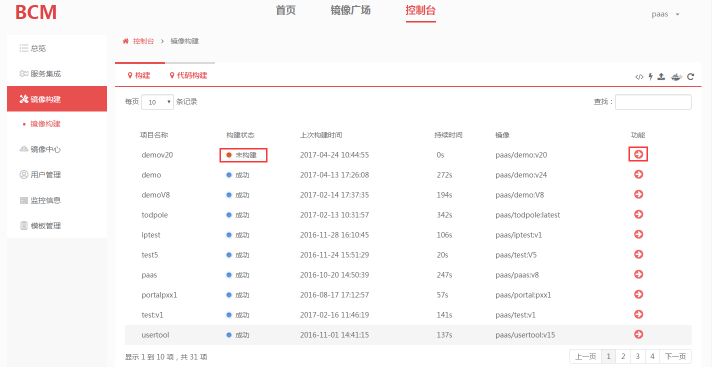 BCM
首页 镜像广场 控制台 paas
总览
服务集成
镜像构建
镜像构建
镜像中心
用户管理
监控信息
模板管理
控制台 > 镜像构建
构建 代码构建
每页 10 条记录 查找：
项目名称 构建状态 上次构建时间 持续时间 镜像 功能
demov20 未构建 2017-04-24 10:44:55 0s paas/demo:v20
demo 成功 2017-04-13 17:26:08 272s paas/demo:v24
demoV8 成功 2017-02-14 17:37:35 194s paas/demo:V8
todpole 成功 2017-02-13 10:31:57 342s paas/todpole:latest
iptest 成功 2016-11-28 16:10:45 106s paas/iptest:v1
test5 成功 2016-11-24 15:51:29 20s paas/test:V5
paas 成功 2016-10-20 14:50:39 247s paas/paas:v8
portalpxx1 成功 2016-08-17 17:12:57 57s paas/portal:pxx1
test:v1 成功 2017-02-16 11:46:19 141s paas/test:v1
usertool 成功 2016-11-01 14:41:15 137s paas/usertool:v15
显示 1 到 10 项，共 31 项 上一页 1 2 3 4 下一页